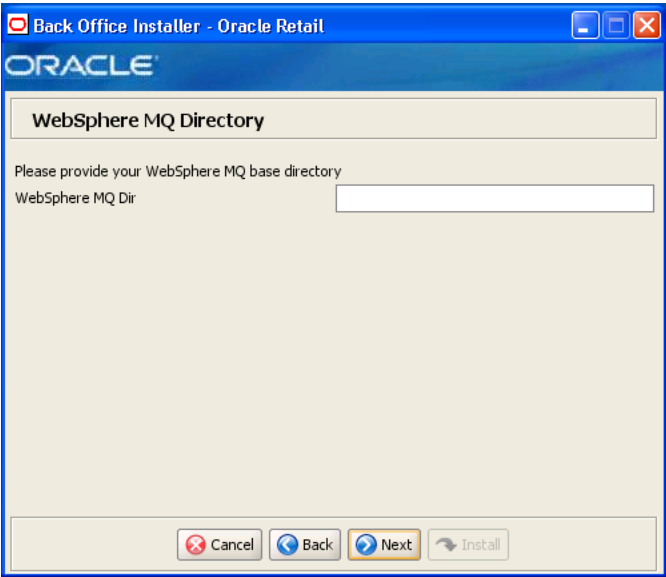 Back Office Installer - Oracle Retail
ORACLE
WebSphere MQ Directory
Please provide your WebSphere MQ base directory
WebSphere MQ Dir
Cancel Back Next Install